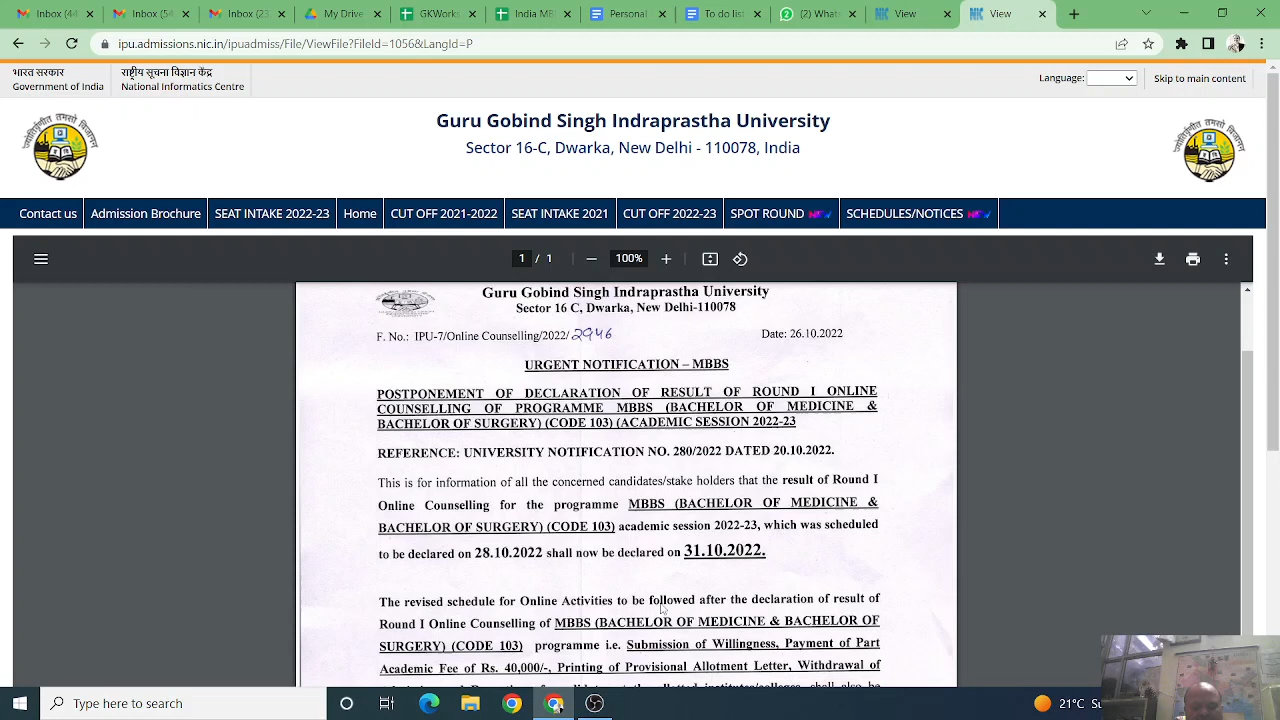 Inbox (44
Inbox (54
Inbox (23
My Drive
GKWorks
India MB
Personal
To do list
(2) Whats
View
View
ipu.admissions.nic.in/ipuadmiss/File/ViewFile?FileId=1056&LangId=P
भारत सरकार
Government of India
राष्ट्रीय सूचना विज्ञान केंद्र
National Informatics Centre
Language:
Skip to main content
Guru Gobind Singh Indraprastha University
Sector 16-C, Dwarka, New Delhi - 110078, India
Contact us Admission Brochure SEAT INTAKE 2022-23 Home CUT OFF 2021-2022 SEAT INTAKE 2021 CUT OFF 2022-23 SPOT ROUND SCHEDULES/NOTICES
1 / 1 100%
Guru Gobind Singh Indraprastha University
Sector 16 C, Dwarka, New Delhi-110078
F. No.: IPU-7/Online Counselling/2022/2946 Date: 26.10.2022
URGENT NOTIFICATION – MBBS
POSTPONEMENT OF DECLARATION OF RESULT OF ROUND I ONLINE
COUNSELLING OF PROGRAMME MBBS (BACHELOR OF MEDICINE &
BACHELOR OF SURGERY) (CODE 103) (ACADEMIC SESSION 2022-23
REFERENCE: UNIVERSITY NOTIFICATION NO. 280/2022 DATED 20.10.2022.
This is for information of all the concerned candidates/stake holders that the result of Round I
Online Counselling for the programme MBBS (BACHELOR OF MEDICINE &
BACHELOR OF SURGERY) (CODE 103) academic session 2022-23, which was scheduled
to be declared on 28.10.2022 shall now be declared on 31.10.2022.
The revised schedule for Online Activities to be followed after the declaration of result of
Round I Online Counselling of MBBS (BACHELOR OF MEDICINE & BACHELOR OF
SURGERY) (CODE 103) programme i.e. Submission of Willingness, Payment of Part
Academic Fee of Rs. 40,000/-, Printing of Provisional Allotment Letter, Withdrawal of
shall also be
Type here to search
21°C Su